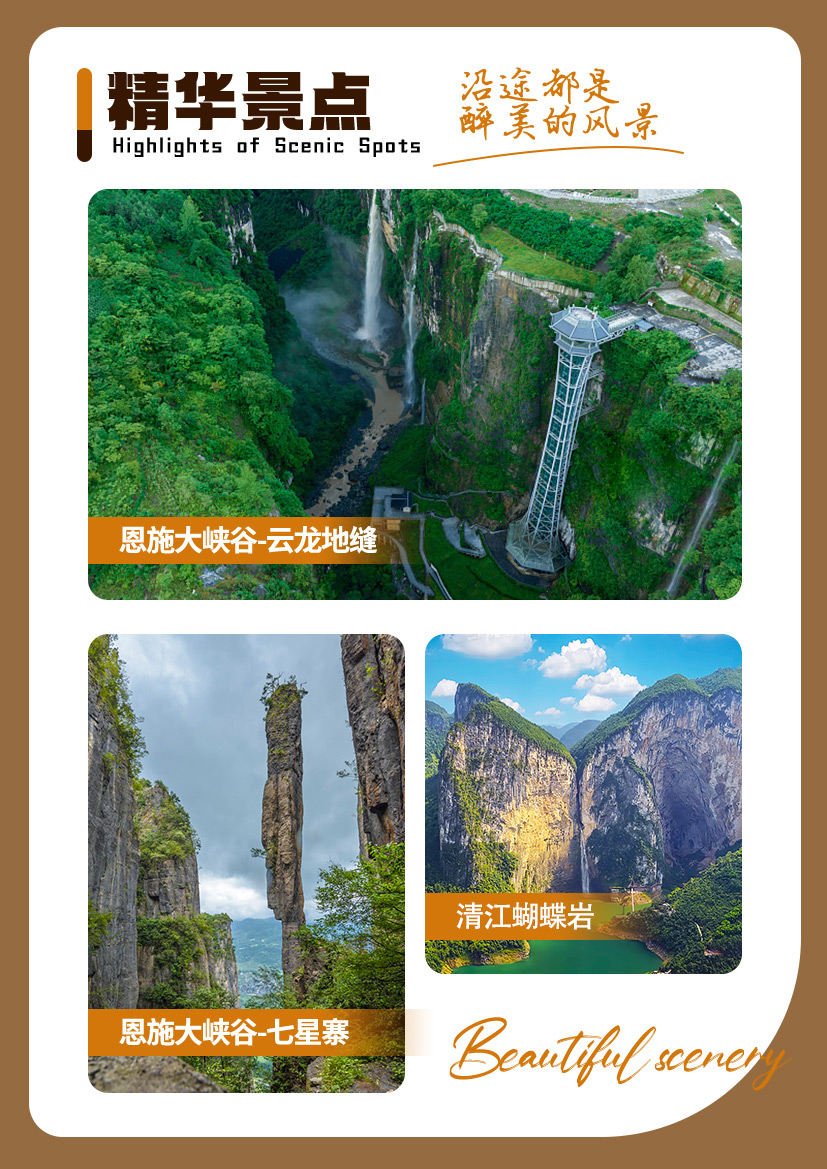 精华景点
Highlights of Scenic Spots
沿途都是
醉美的风景
恩施大峡谷-云龙地缝
恩施大峡谷-七星寨
清江蝴蝶岩
Beautiful scenery